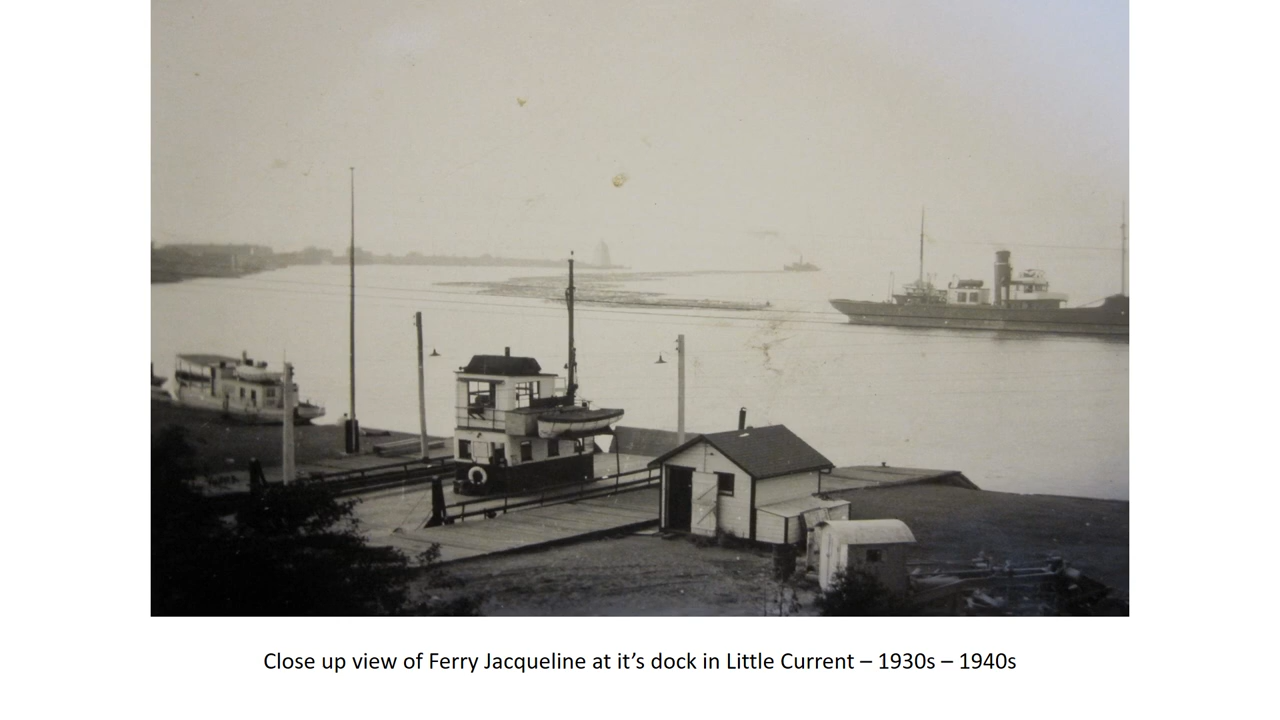 Close up view of Ferry Jacqueline at it’s dock in Little Current – 1930s – 1940s